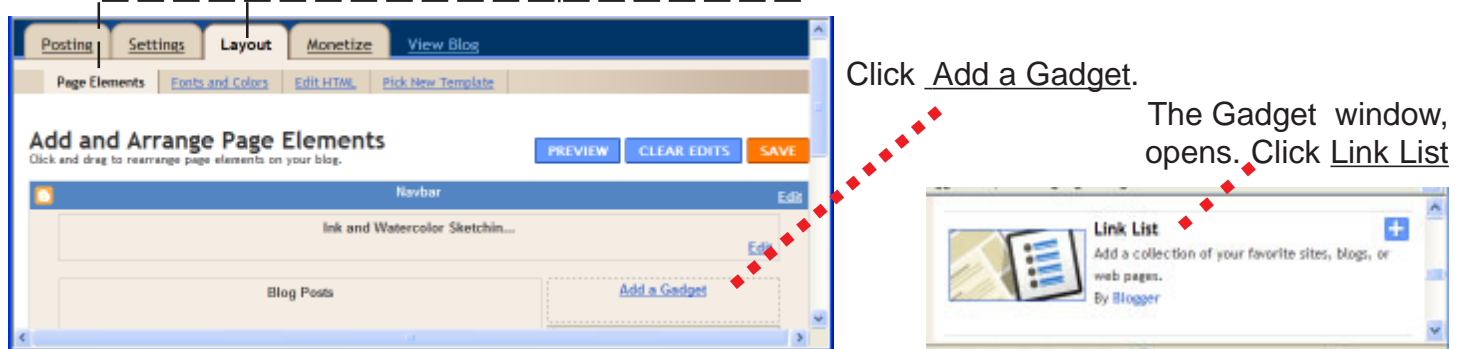 Posting Settings Layout Monetize View Blog
Page Elements Fonts and Colors Edit HTML Pick New Template
Add and Arrange Page Elements
Click and drag to rearrange page elements on your blog.
PREVIEW CLEAR EDITS SAVE
Navbar Edit
Ink and Watercolor Sketchin...
Edit
Blog Posts
Add a Gadget
Click Add a Gadget.
The Gadget window,
opens. Click Link List
Link List
Add a collection of your favorite sites, blogs, or
web pages.
By Blogger